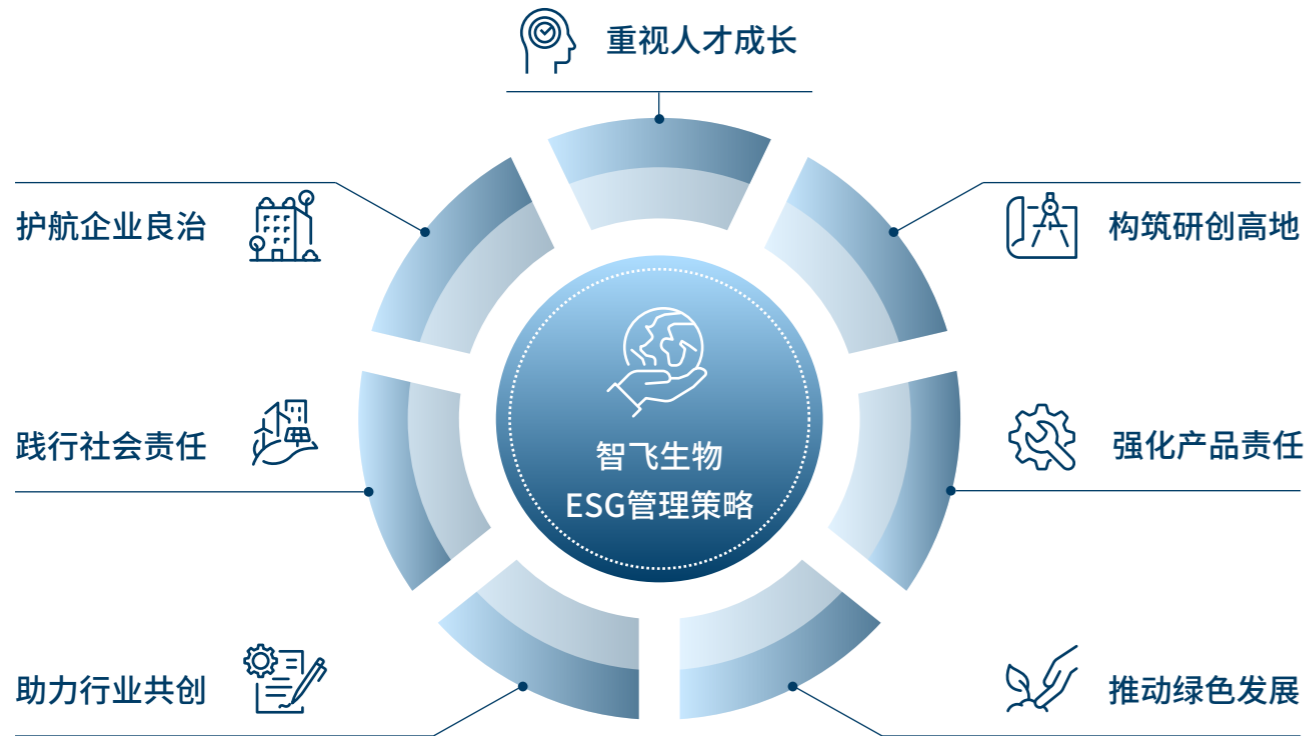 重视人才成长
护航企业良治
构筑研创高地
践行社会责任
强化产品责任
智飞生物
ESG管理策略
助力行业共创
推动绿色发展